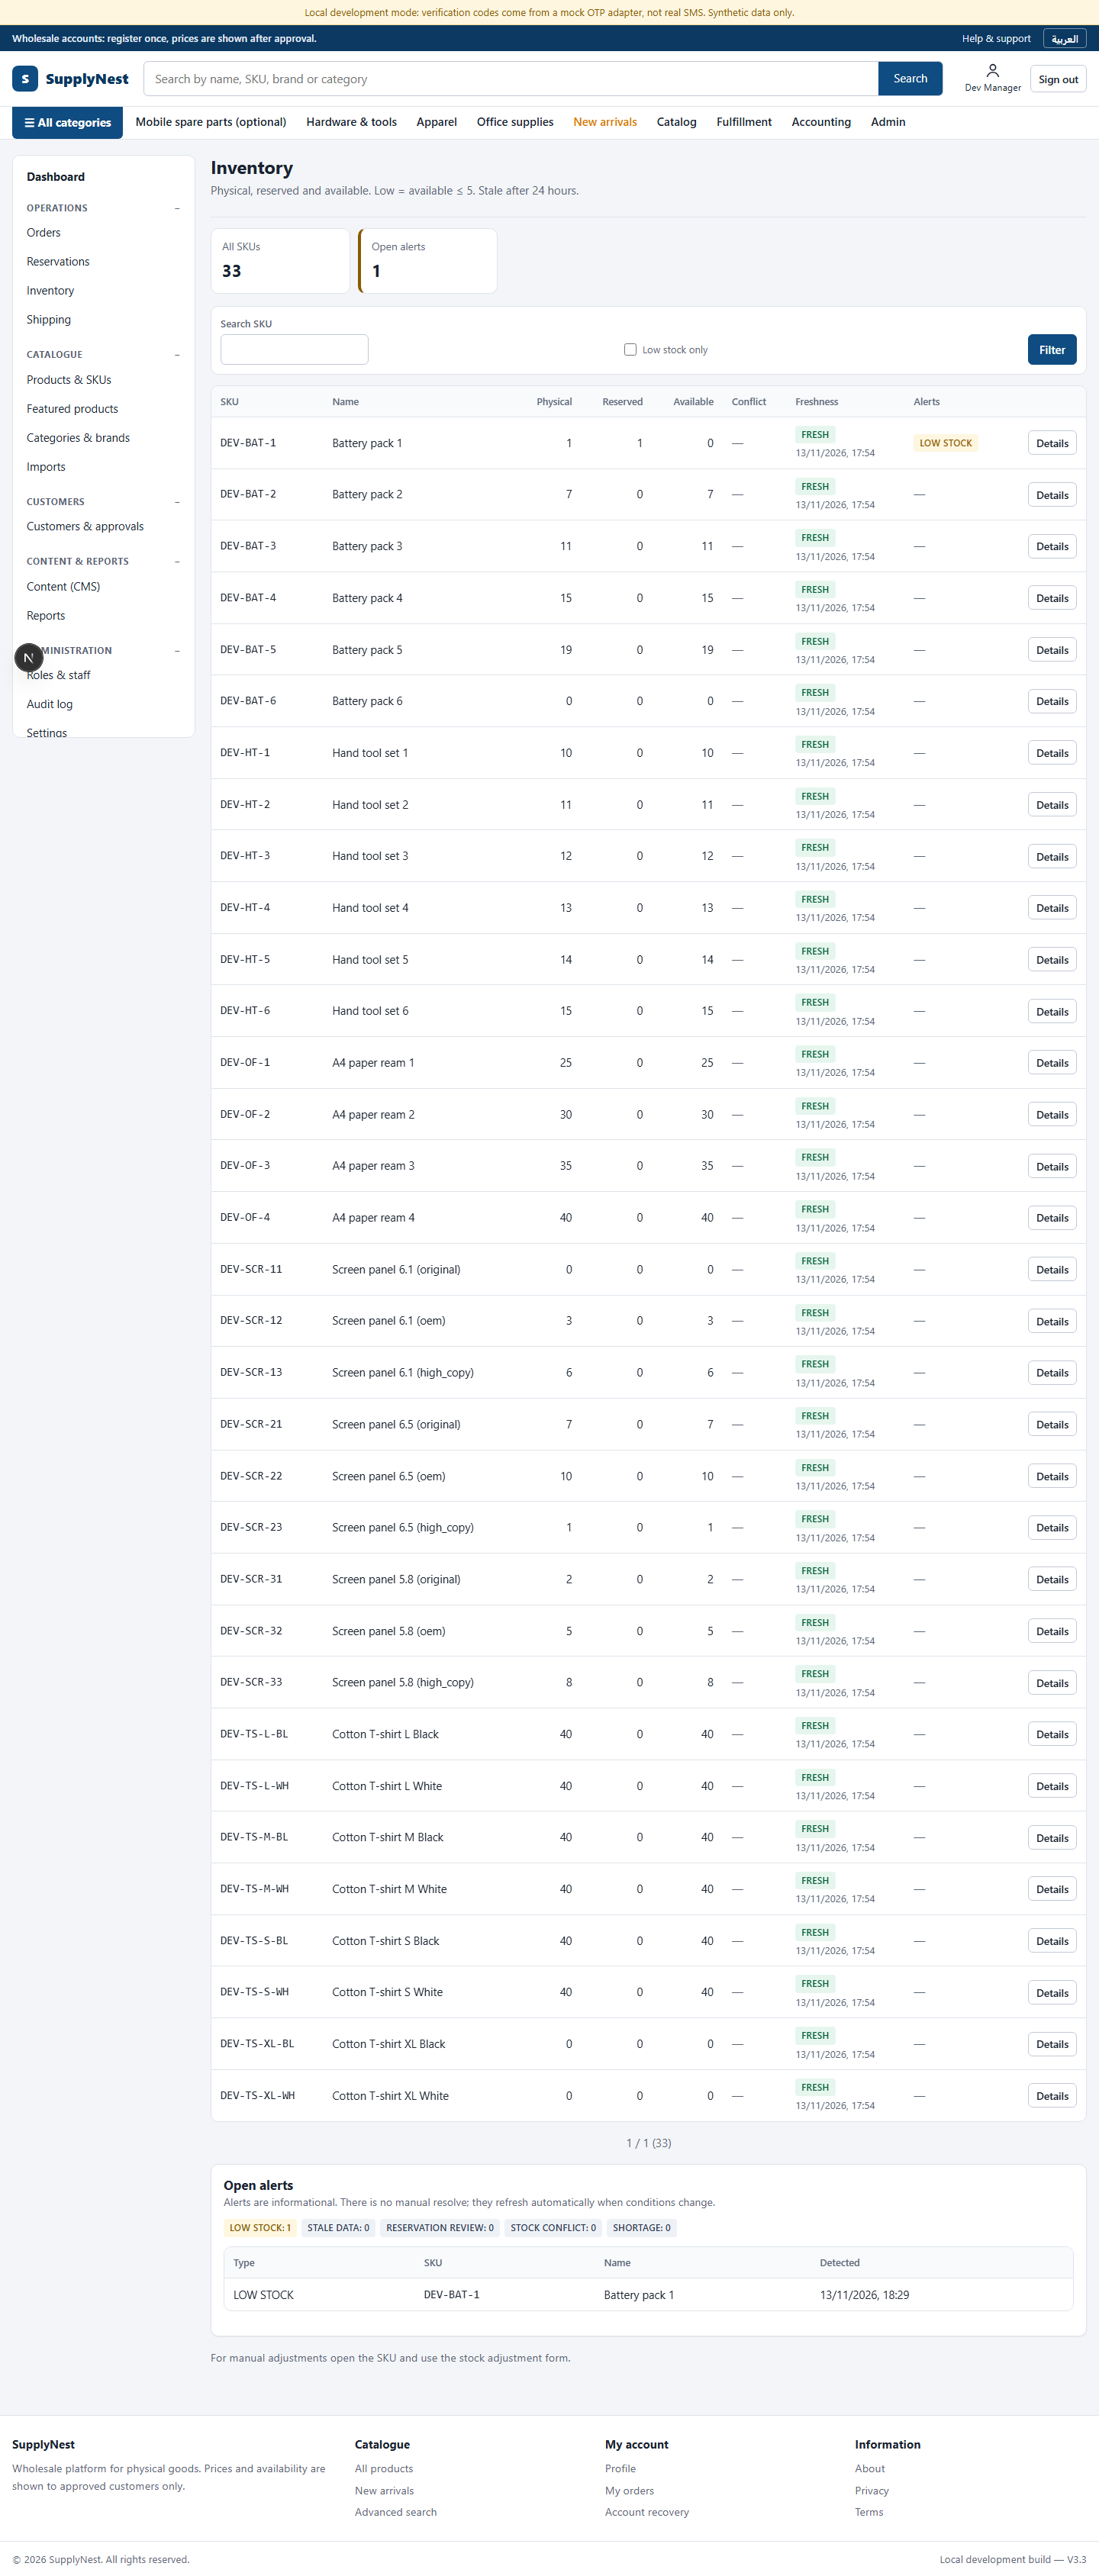 Local development mode: verification codes come from a mock OTP adapter, not real SMS. Synthetic data only.
Wholesale accounts: register once, prices are shown after approval.
Help & support
العربية
S SupplyNest
Search by name, SKU, brand or category
Search
Dev Manager
Sign out
☰ All categories Mobile spare parts (optional) Hardware & tools Apparel Office supplies New arrivals Catalog Fulfillment Accounting Admin
Dashboard
OPERATIONS –
Orders
Reservations
Inventory
Shipping
CATALOGUE –
Products & SKUs
Featured products
Categories & brands
Imports
CUSTOMERS –
Customers & approvals
CONTENT & REPORTS –
Content (CMS)
Reports
N
MINISTRATION –
Roles & staff
Audit log
Settings
Inventory
Physical, reserved and available. Low = available ≤ 5. Stale after 24 hours.
All SKUs
33
Open alerts
1
Search SKU
Low stock only
Filter
SKU Name Physical Reserved Available Conflict Freshness Alerts
DEV-BAT-1 Battery pack 1 1 1 0 — FRESH 13/11/2026, 17:54 LOW STOCK Details
DEV-BAT-2 Battery pack 2 7 0 7 — FRESH 13/11/2026, 17:54 — Details
DEV-BAT-3 Battery pack 3 11 0 11 — FRESH 13/11/2026, 17:54 — Details
DEV-BAT-4 Battery pack 4 15 0 15 — FRESH 13/11/2026, 17:54 — Details
DEV-BAT-5 Battery pack 5 19 0 19 — FRESH 13/11/2026, 17:54 — Details
DEV-BAT-6 Battery pack 6 0 0 0 — FRESH 13/11/2026, 17:54 — Details
DEV-HT-1 Hand tool set 1 10 0 10 — FRESH 13/11/2026, 17:54 — Details
DEV-HT-2 Hand tool set 2 11 0 11 — FRESH 13/11/2026, 17:54 — Details
DEV-HT-3 Hand tool set 3 12 0 12 — FRESH 13/11/2026, 17:54 — Details
DEV-HT-4 Hand tool set 4 13 0 13 — FRESH 13/11/2026, 17:54 — Details
DEV-HT-5 Hand tool set 5 14 0 14 — FRESH 13/11/2026, 17:54 — Details
DEV-HT-6 Hand tool set 6 15 0 15 — FRESH 13/11/2026, 17:54 — Details
DEV-OF-1 A4 paper ream 1 25 0 25 — FRESH 13/11/2026, 17:54 — Details
DEV-OF-2 A4 paper ream 2 30 0 30 — FRESH 13/11/2026, 17:54 — Details
DEV-OF-3 A4 paper ream 3 35 0 35 — FRESH 13/11/2026, 17:54 — Details
DEV-OF-4 A4 paper ream 4 40 0 40 — FRESH 13/11/2026, 17:54 — Details
DEV-SCR-11 Screen panel 6.1 (original) 0 0 0 — FRESH 13/11/2026, 17:54 — Details
DEV-SCR-12 Screen panel 6.1 (oem) 3 0 3 — FRESH 13/11/2026, 17:54 — Details
DEV-SCR-13 Screen panel 6.1 (high_copy) 6 0 6 — FRESH 13/11/2026, 17:54 — Details
DEV-SCR-21 Screen panel 6.5 (original) 7 0 7 — FRESH 13/11/2026, 17:54 — Details
DEV-SCR-22 Screen panel 6.5 (oem) 10 0 10 — FRESH 13/11/2026, 17:54 — Details
DEV-SCR-23 Screen panel 6.5 (high_copy) 1 0 1 — FRESH 13/11/2026, 17:54 — Details
DEV-SCR-31 Screen panel 5.8 (original) 2 0 2 — FRESH 13/11/2026, 17:54 — Details
DEV-SCR-32 Screen panel 5.8 (oem) 5 0 5 — FRESH 13/11/2026, 17:54 — Details
DEV-SCR-33 Screen panel 5.8 (high_copy) 8 0 8 — FRESH 13/11/2026, 17:54 — Details
DEV-TS-L-BL Cotton T-shirt L Black 40 0 40 — FRESH 13/11/2026, 17:54 — Details
DEV-TS-L-WH Cotton T-shirt L White 40 0 40 — FRESH 13/11/2026, 17:54 — Details
DEV-TS-M-BL Cotton T-shirt M Black 40 0 40 — FRESH 13/11/2026, 17:54 — Details
DEV-TS-M-WH Cotton T-shirt M White 40 0 40 — FRESH 13/11/2026, 17:54 — Details
DEV-TS-S-BL Cotton T-shirt S Black 40 0 40 — FRESH 13/11/2026, 17:54 — Details
DEV-TS-S-WH Cotton T-shirt S White 40 0 40 — FRESH 13/11/2026, 17:54 — Details
DEV-TS-XL-BL Cotton T-shirt XL Black 0 0 0 — FRESH 13/11/2026, 17:54 — Details
DEV-TS-XL-WH Cotton T-shirt XL White 0 0 0 — FRESH 13/11/2026, 17:54 — Details
1 / 1 (33)
Open alerts
Alerts are informational. There is no manual resolve; they refresh automatically when conditions change.
LOW STOCK: 1 STALE DATA: 0 RESERVATION REVIEW: 0 STOCK CONFLICT: 0 SHORTAGE: 0
Type SKU Name Detected
LOW STOCK DEV-BAT-1 Battery pack 1 13/11/2026, 18:29
For manual adjustments open the SKU and use the stock adjustment form.
SupplyNest
Wholesale platform for physical goods. Prices and availability are
shown to approved customers only.
Catalogue
All products
New arrivals
Advanced search
My account
Profile
My orders
Account recovery
Information
About
Privacy
Terms
© 2026 SupplyNest. All rights reserved.
Local development build — V3.3